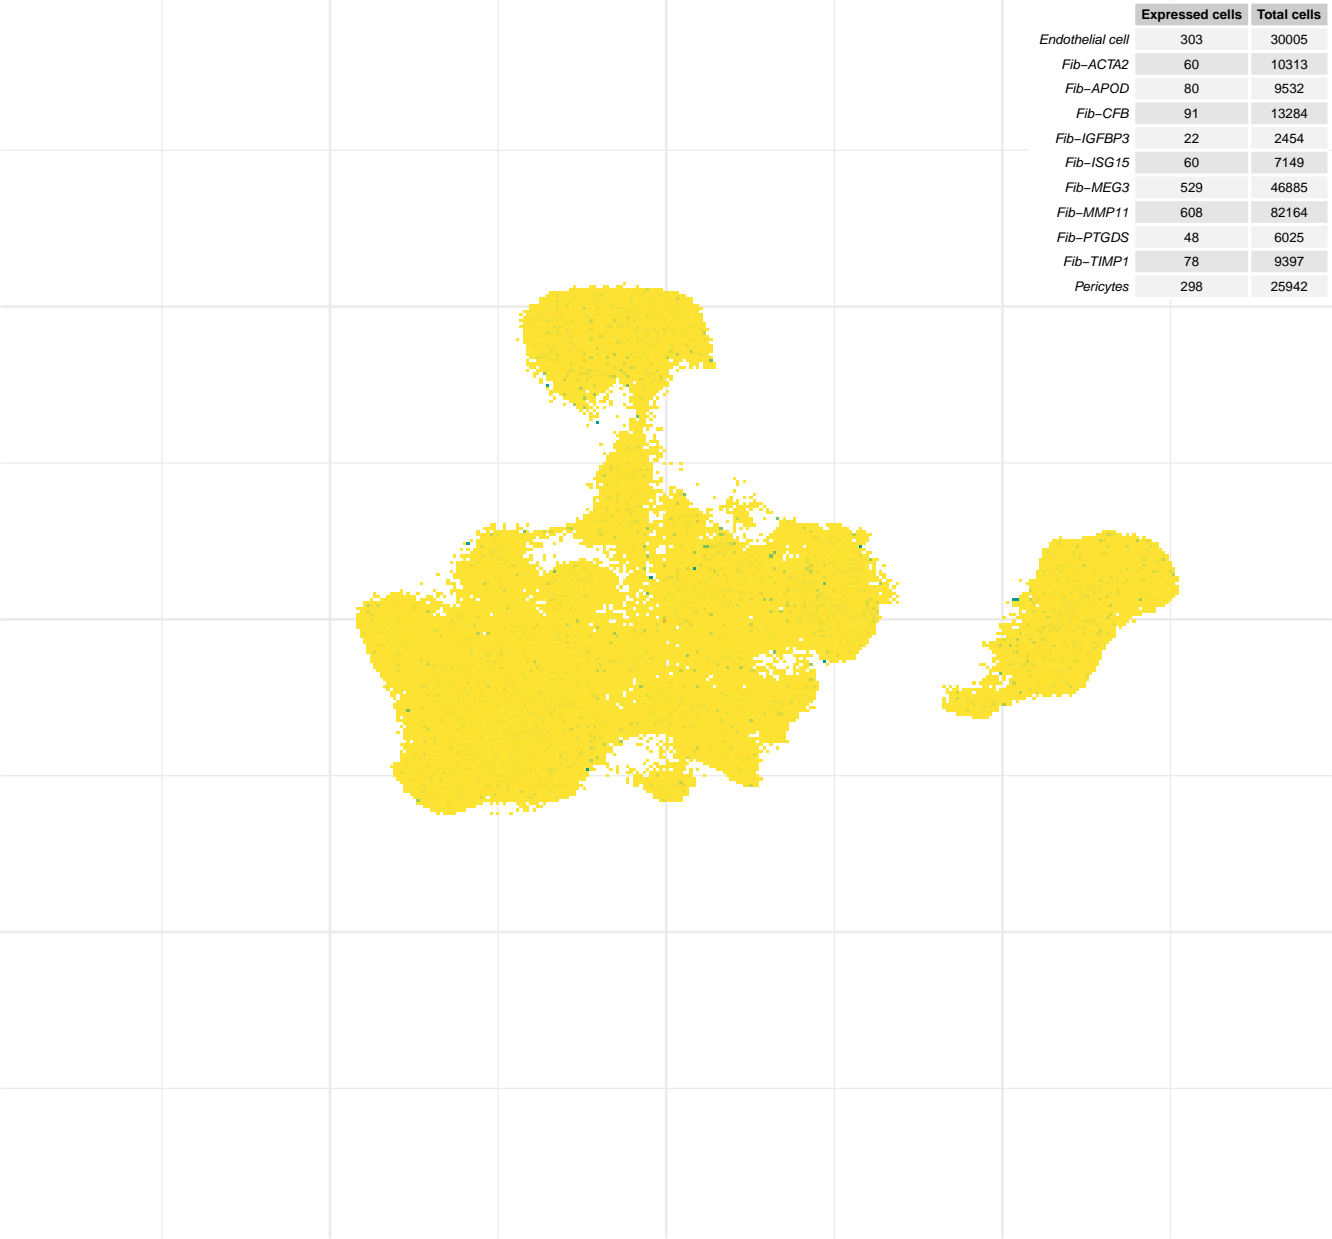 Expressed cells Total cells
Endothelial cell 303 30005
Fib−ACTA2 60 10313
Fib−APOD 80 9532
Fib−CFB 91 13284
Fib−IGFBP3 22 2454
Fib−ISG15 60 7149
Fib−MEG3 529 46885
Fib−MMP11 608 82164
Fib−PTGDS 48 6025
Fib−TIMP1 78 9397
Pericytes 298 25942